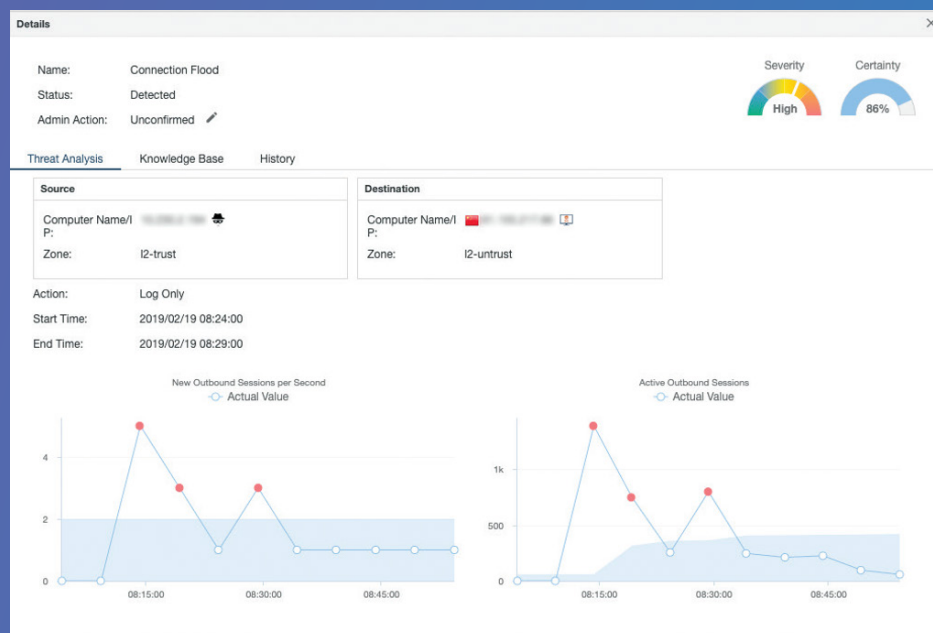 Details
Name: Connection Flood
Status: Detected
Admin Action: Unconfirmed
Severity
High
Certainty
86%
Threat Analysis Knowledge Base History
Source
Computer Name/I
P:
Zone: l2-trust
Destination
Computer Name/I
P:
Zone: l2-untrust
Action: Log Only
Start Time: 2019/02/19 08:24:00
End Time: 2019/02/19 08:29:00
New Outbound Sessions per Second
Actual Value
4
2
0
08:15:00 08:30:00 08:45:00
Active Outbound Sessions
Actual Value
1k
500
0
08:15:00 08:30:00 08:45:00